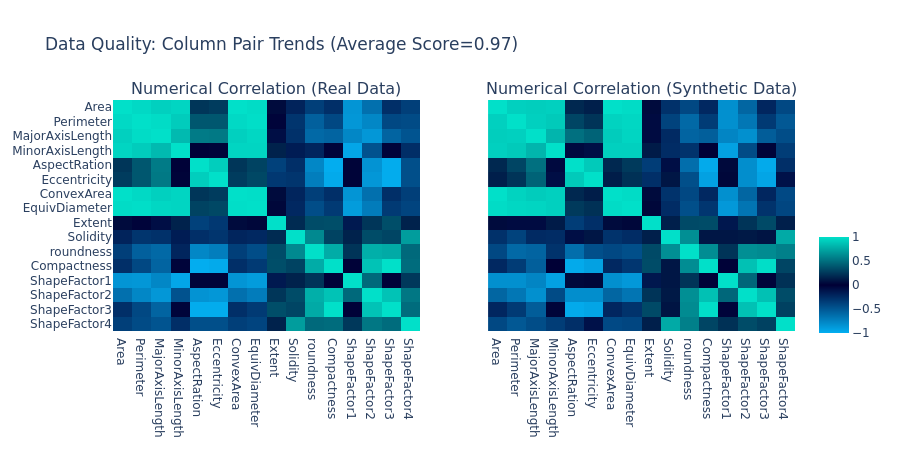 Data Quality: Column Pair Trends (Average Score=0.97)
Numerical Correlation (Real Data)
Numerical Correlation (Synthetic Data)
Area
Perimeter
MajorAxisLength
MinorAxisLength
AspectRation
Eccentricity
ConvexArea
EquivDiameter
Extent
Solidity
roundness
Compactness
ShapeFactor1
ShapeFactor2
ShapeFactor3
ShapeFactor4
Area
Perimeter
MajorAxisLength
MinorAxisLength
AspectRation
Eccentricity
ConvexArea
EquivDiameter
Extent
Solidity
roundness
Compactness
ShapeFactor1
ShapeFactor2
ShapeFactor3
ShapeFactor4
Area
Perimeter
MajorAxisLength
MinorAxisLength
AspectRation
Eccentricity
ConvexArea
EquivDiameter
Extent
Solidity
roundness
Compactness
ShapeFactor1
ShapeFactor2
ShapeFactor3
ShapeFactor4
1
0.5
0
−0.5
−1